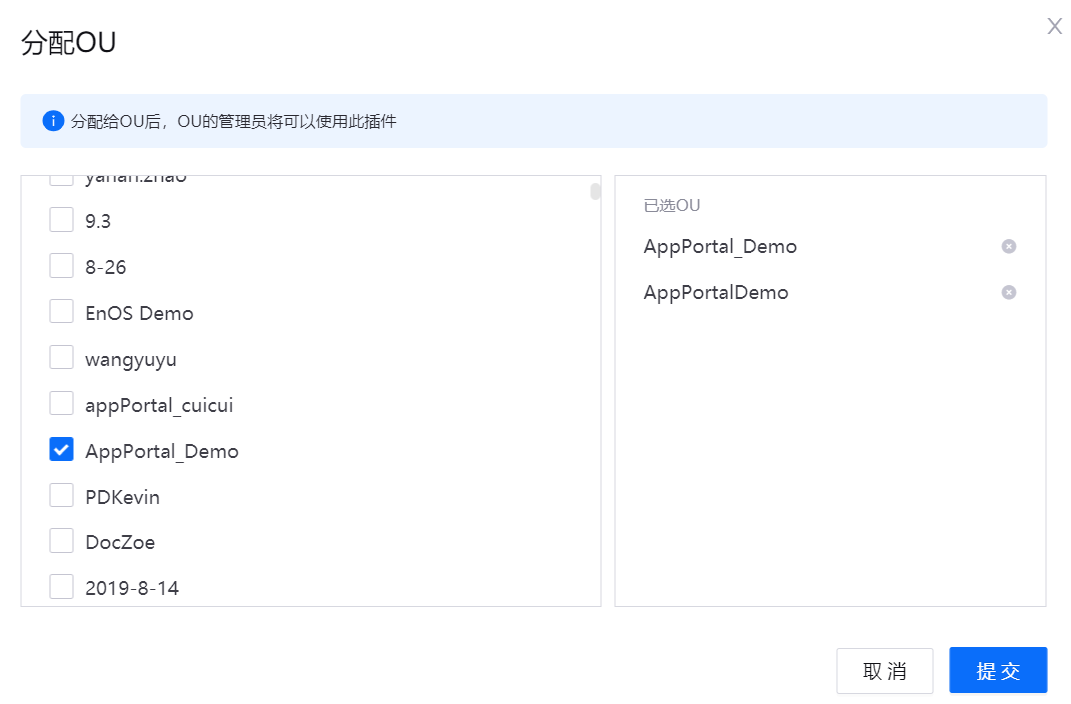 分配OU
X
分配给OU后，OU的管理员将可以使用此插件
yanan.zhao
9.3
8-26
EnOS Demo
wangyuyu
appPortal_cuicui
AppPortal_Demo
PDKevin
DocZoe
2019-8-14
已选OU
AppPortal_Demo
AppPortalDemo
取消
提交